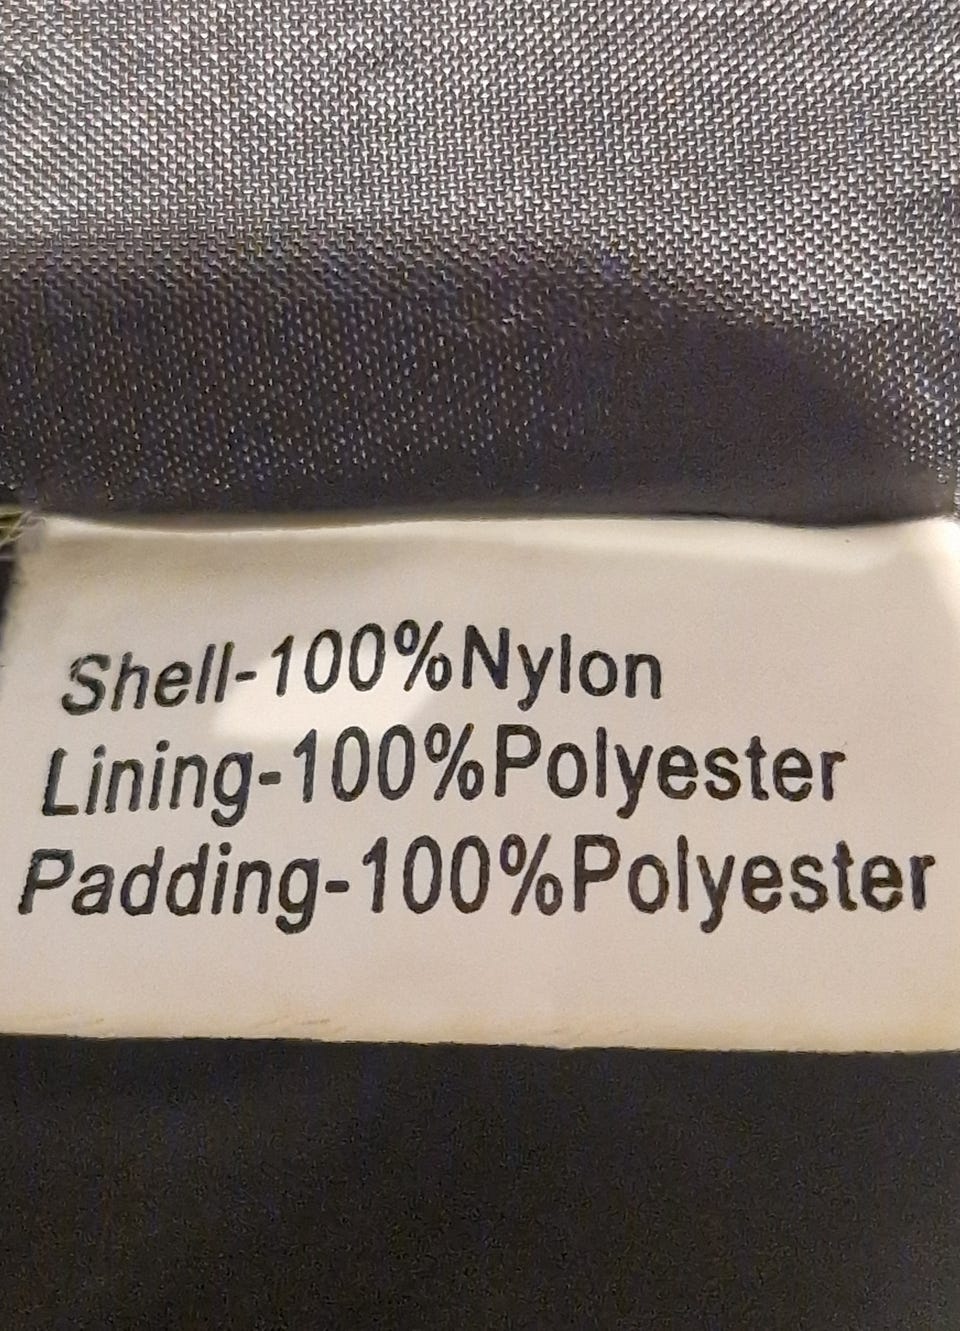 Shell-100%Nylon
Lining-100%Polyester
Padding-100%Polyester